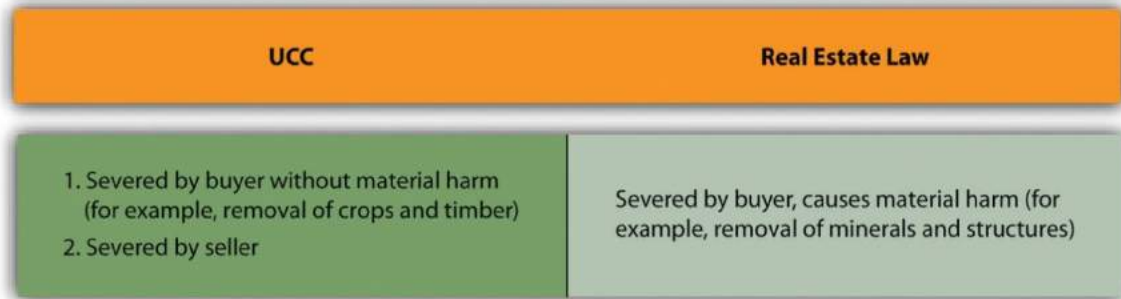 UCC
Real Estate Law
1. Severed by buyer without material harm
(for example, removal of crops and timber)
2. Severed by seller
Severed by buyer, causes material harm (for
example, removal of minerals and structures)